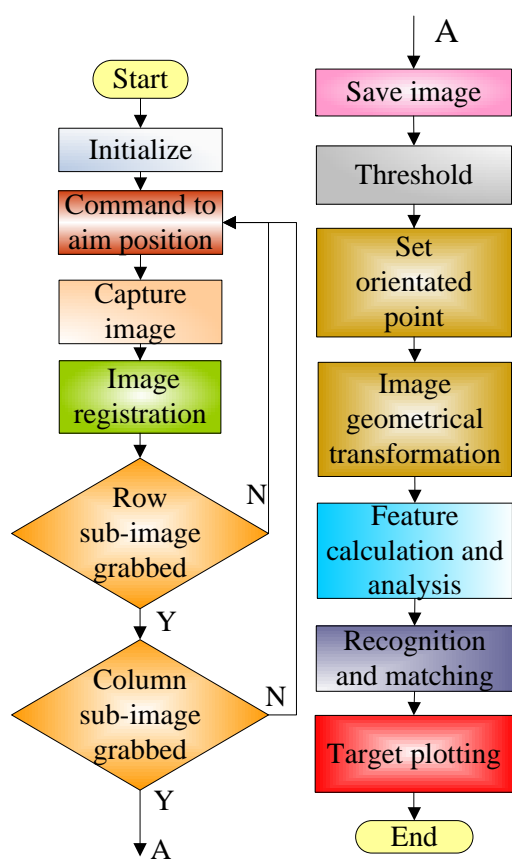 Start
Initialize
Command to
aim position
Capture
image
Image
registration
Row
sub-image
grabbed
N
Y
Column
sub-image
grabbed
N
Y
A
A
Save image
Threshold
Set
orientated
point
Image
geometrical
transformation
Feature
calculation and
analysis
Recognition
and matching
Target plotting
End